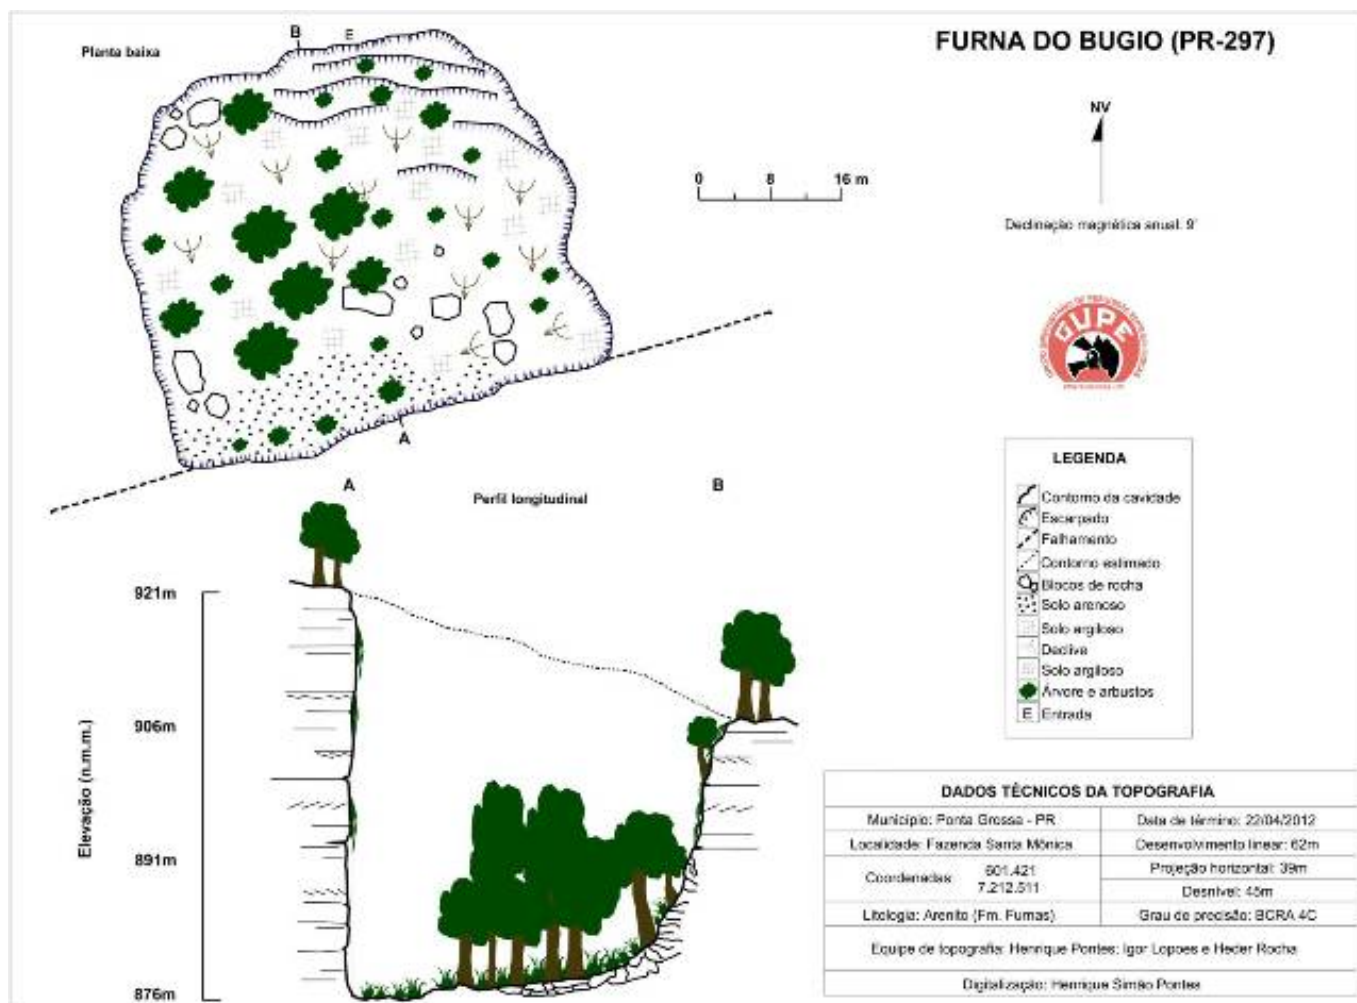 Planta baixa
B
E
FURNA DO BUGIO (PR-297)
NV
0 8 16 m
Declinação magnética anual: 9'
GUPE
A
LEGENDA
Contorno da cavidade
Escarpado
Falhamento
Contorno estimado
Blocos de rocha
Solo arenoso
Solo argiloso
Declive
Solo argiloso
Árvore e arbustos
E Entrada
A
Perfil longitudinal
B
921m
906m
891m
876m
Elevação (n.m.m.)
DADOS TÉCNICOS DA TOPOGRAFIA
Município: Ponta Grossa - PR
Data de término: 22/04/2012
Localidade: Fazenda Santa Mônica
Desenvolvimento linear: 62m
Coordenadas: 601.421
7.212.511
Projeção horizontal: 39m
Desnível: 45m
Litologia: Arenito (Fm. Furnas)
Grau de precisão: BCRA 4C
Equipe de topografia: Henrique Pontes; Igor Lopoes e Heder Rocha
Digitalização: Henrique Simão Pontes